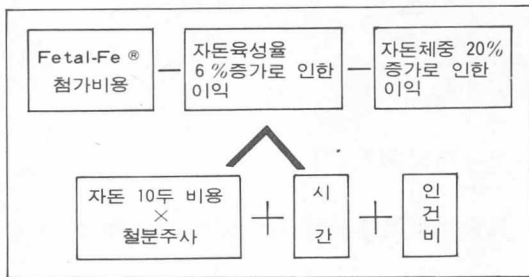 Fetal-Fe ®
첨가비용
—
자돈육성율
6%증가로 인한
이익
—
자돈체중 20%
증가로 인한
이익
자돈 10두 비용
×
철분주사
+
시
간
+
인
건
비